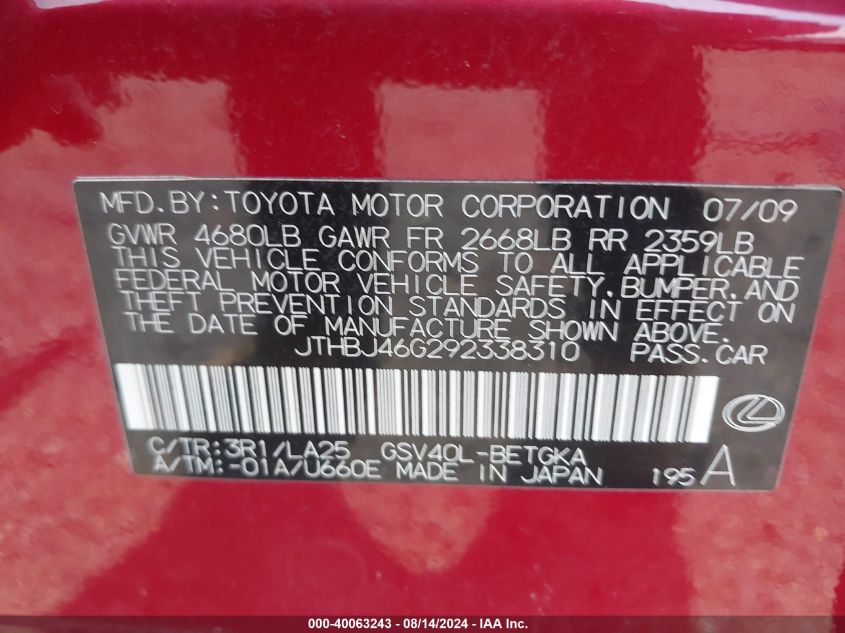 MFD.BY:TOYOTA MOTOR CORPORATION 07/09
GVWR 4680LB GAWR FR 2668LB RR 2359LB
THIS VEHICLE CONFORMS TO ALL APPLICABLE
FEDERAL MOTOR VEHICLE SAFETY,BUMPER,AND
THEFT PREVENTION STANDARDS IN EFFECT ON
THE DATE OF MANUFACTURE SHOWN ABOVE.
JTHBJ46G292338310 PASS.CAR
C/TR:3R1/LA25 GSV40L-BETGKA
A/TM:-01A/U660E MADE IN JAPAN 195 A
000-40063243 - 08/14/2024 - IAA Inc.